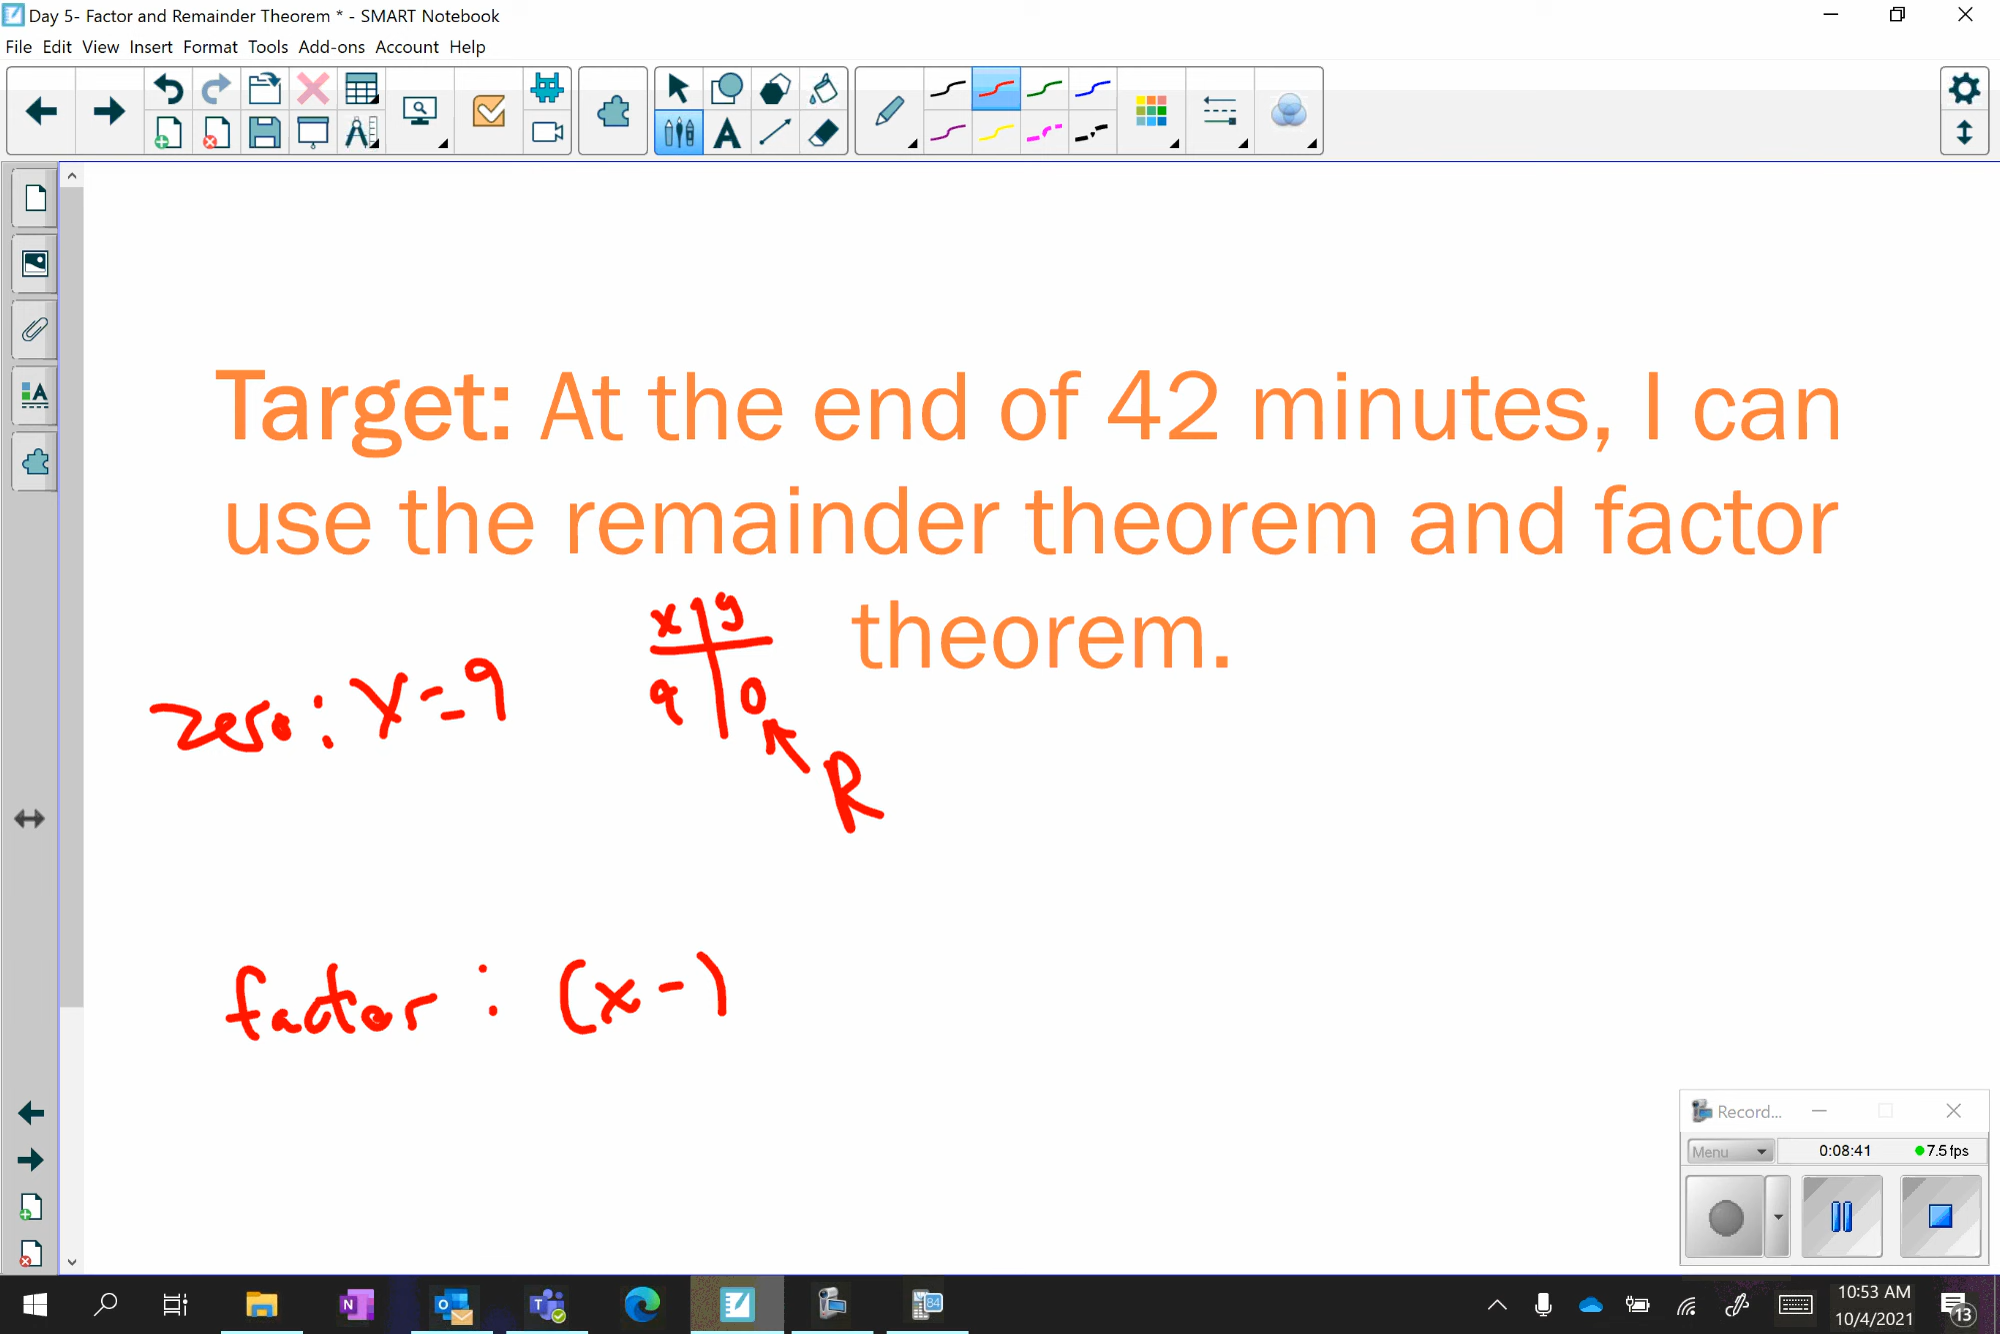 Day 5- Factor and Remainder Theorem * - SMART Notebook
File Edit View Insert Format Tools Add-ons Account Help
Target: At the end of 42 minutes, I can
use the remainder theorem and factor
theorem.
x y
zero: x=9
9 0
R
factor: (x-)
Record...
Menu 0:08:41 7.5 fps
10:53 AM
10/4/2021
13